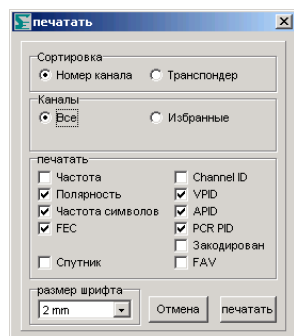 печатать
Сортировка
Номер канала Транспондер
Каналы
Все Избранные
печатать
Частота Channel ID
Полярность VPID
Частота символов APID
FEC PCR PID
Закодирован
Спутник FAV
размер шрифта
2 mm Отмена печатать